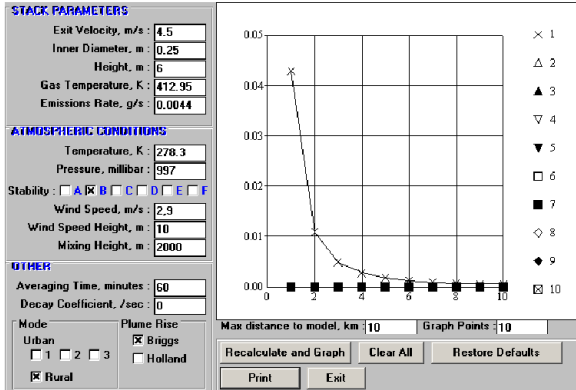 STACK PARAMETERS
Exit Velocity, m/s : 4.5
Inner Diameter, m : 0.25
Height, m : 6
Gas Temperature, K : 412.95
Emissions Rate, g/s : 0.0044
ATMOSPHERIC CONDITIONS
Temperature, K : 278.3
Pressure, millibar : 997
Stability : A B C D E F
Wind Speed, m/s : 2.9
Wind Speed Height, m : 10
Mixing Height, m : 2000
OTHER
Averaging Time, minutes : 60
Decay Coefficient, /sec : 0
Mode
Urban
1 2 3
Rural
Plume Rise
Briggs
Holland
0.05
0.04
0.03
0.02
0.01
0.00
0 2 4 6 8 10
1
2
3
4
5
6
7
8
9
10
Max distance to model, km : 10 Graph Points : 10
Recalculate and Graph Clear All Restore Defaults
Print Exit